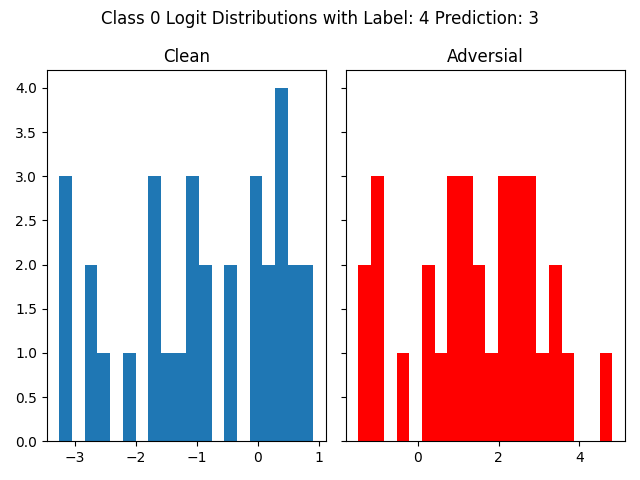 Class 0 Logit Distributions with Label: 4 Prediction: 3
Clean
Adversial
4.0
3.5
3.0
2.5
2.0
1.5
1.0
0.5
0.0
−3 −2 −1 0 1
0 2 4